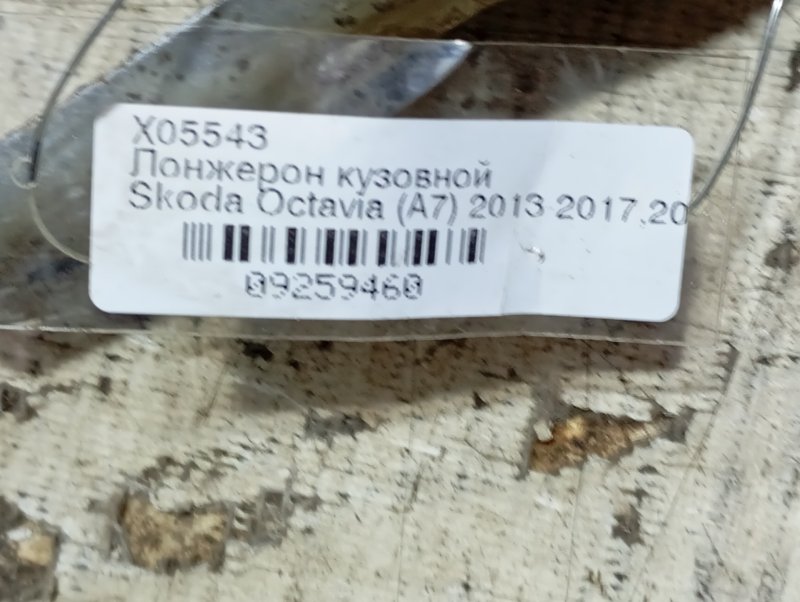 X05543
Лонжерон кузовной
Skoda Octavia (A7) 2013 2017,20
09259460